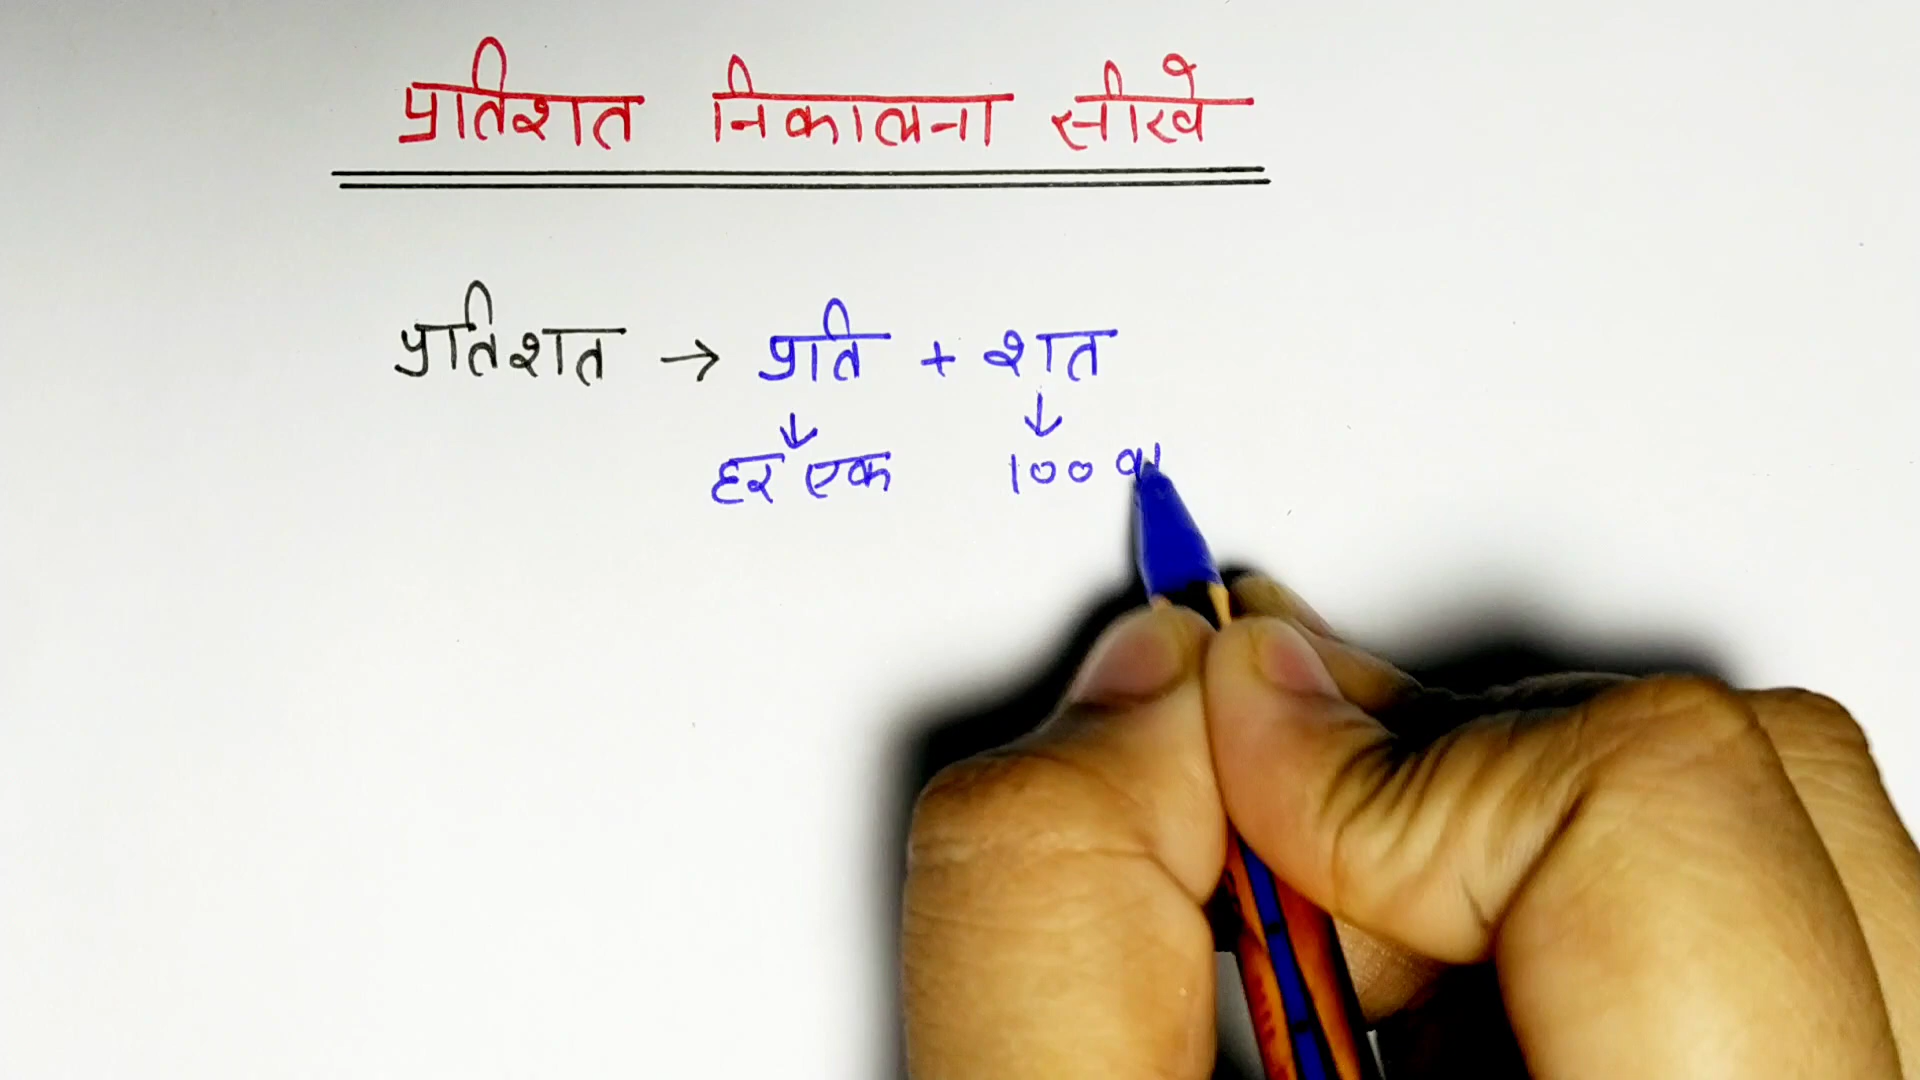 प्रतिशत निकालना सीखे
प्रतिशत → प्रति + शत
↓ ↓
हर एक 100